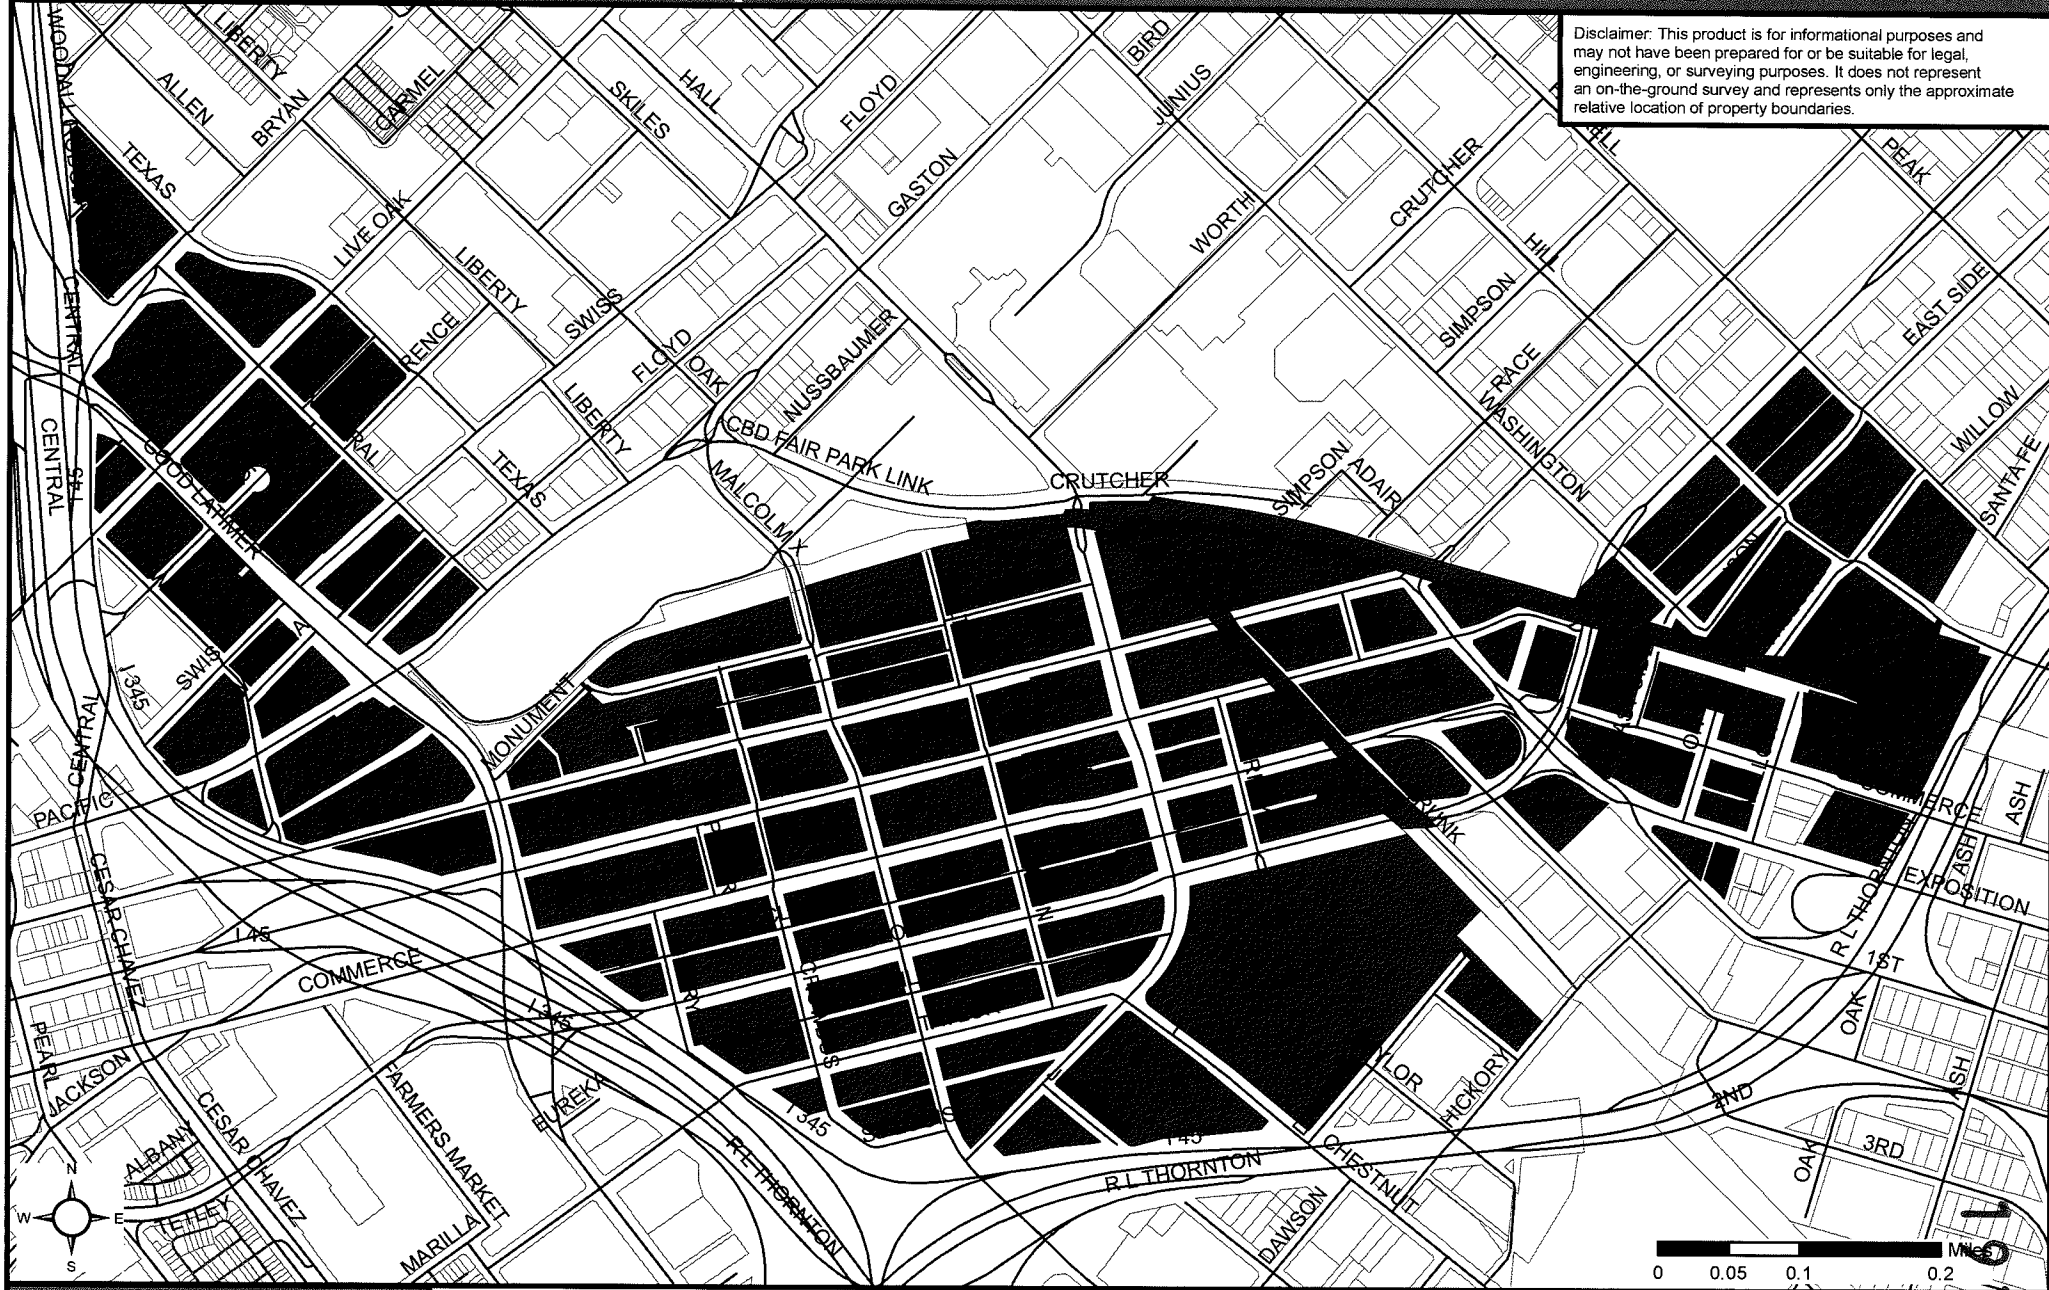 Disclaimer: This product is for informational purposes and
may not have been prepared for or be suitable for legal,
engineering, or surveying purposes. It does not represent
an on-the-ground survey and represents only the approximate
relative location of property boundaries.
LIBERTY
CARMEL
ALLEN
BRYAN
TEXAS
HALL
SKILES
FLOYD
BIRD
JUNIUS
GASTON
CRUTCHER
PEAK
LIVE OAK
LIBERTY
WORTH
HILL
SWISS
SIMPSON
EAST SIDE
CENTRAL
FLOYD
OAK
NUSSBAUMER
RACE
WASHINGTON
WILLOW
SANTA FE
LIBERTY
CBD FAIR PARK LINK
CENTRAL
GOOD LATIMER
TEXAS
MALCOLM X
CRUTCHER
SIMPSON
ADAIR
I 345
CENTRAL
MONUMENT
PACIFIC
COMMERCE
ASH
ASH
EXPOSITION
R L THORNTON
CESAR CHAVEZ
I 45
COMMERCE
I 345
1ST
OAK
PEARL
JACKSON
FARMERS MARKET
EUREKA
I 345
HICKORY
ASH
2ND
3RD
OAK
ALBANY
CESAR CHAVEZ
TETLEY
MARILLA
R L THORNTON
I 45
R L THORNTON
CHESTNUT
DAWSON
N
W E
S
Miles
0 0.05 0.1 0.2